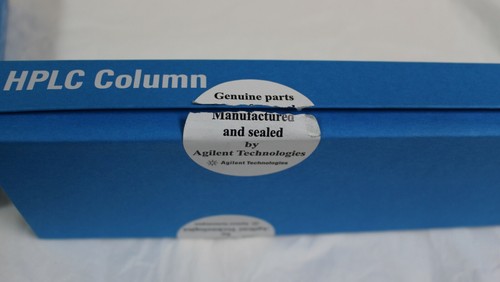 HPLC Column
Genuine parts
Manufactured
and sealed
by
Agilent Technologies
Agilent Technologies